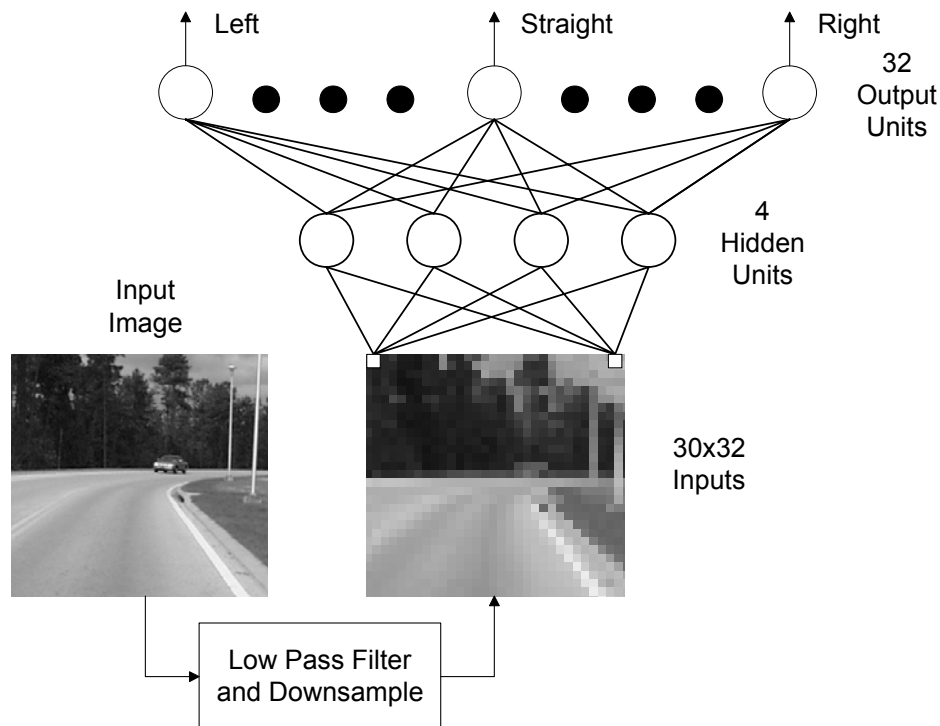 Left
Straight
Right
32
Output
Units
4
Hidden
Units
Input
Image
30x32
Inputs
Low Pass Filter
and Downsample